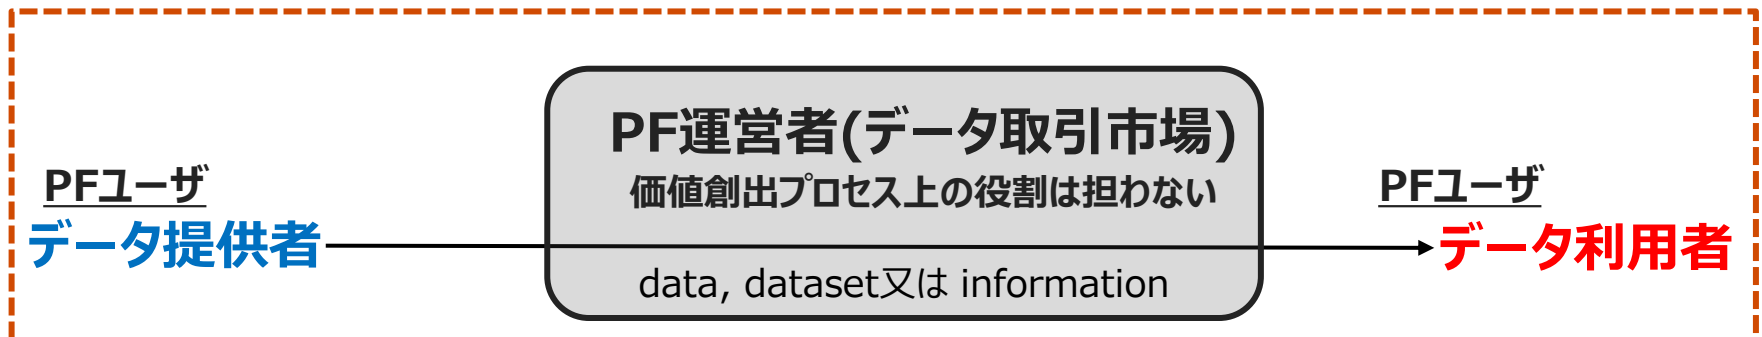 PF運営者(データ取引市場)
価値創出プロセス上の役割は担わない
PFユーザ
データ提供者
PFユーザ
データ利用者
data, dataset又は information